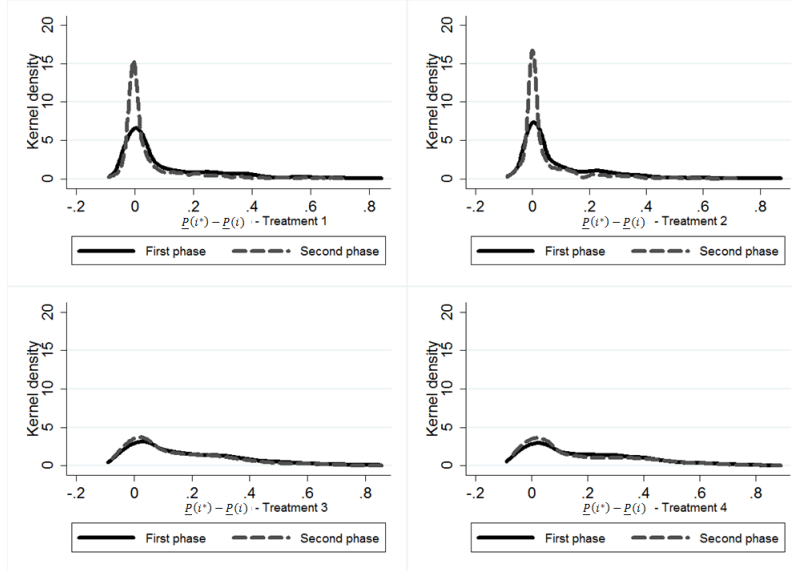 Kernel density
20
15
10
5
0
-.2 0 .2 .4 .6 .8
P(i*) − P(i) - Treatment 1
First phase Second phase
Kernel density
20
15
10
5
0
-.2 0 .2 .4 .6 .8
P(i*) − P(i) - Treatment 2
First phase Second phase
Kernel density
20
15
10
5
0
-.2 0 .2 .4 .6 .8
P(i*) − P(i) - Treatment 3
First phase Second phase
Kernel density
20
15
10
5
0
-.2 0 .2 .4 .6 .8
P(i*) − P(i) - Treatment 4
First phase Second phase